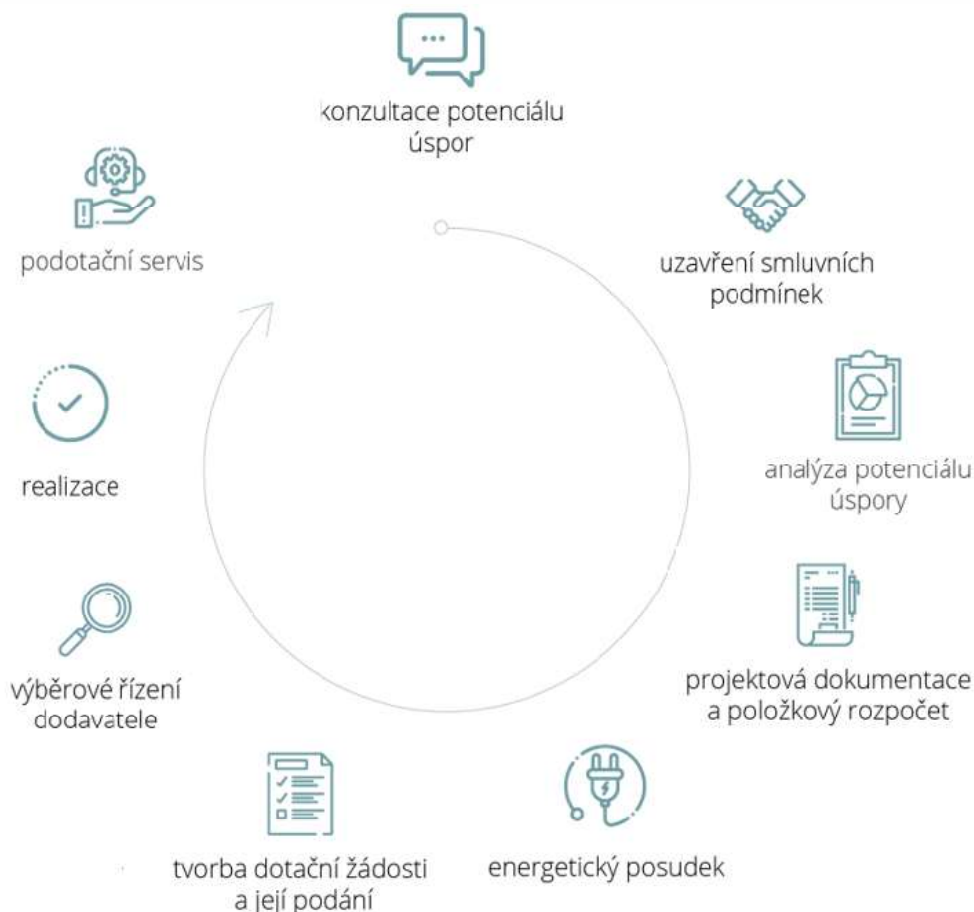 konzultace potenciálu
úspor
uzavření smluvních
podmínek
analýza potenciálu
úspory
projektová dokumentace
a položkový rozpočet
energetický posudek
tvorba dotační žádosti
a její podání
výběrové řízení
dodavatele
realizace
podotační servis